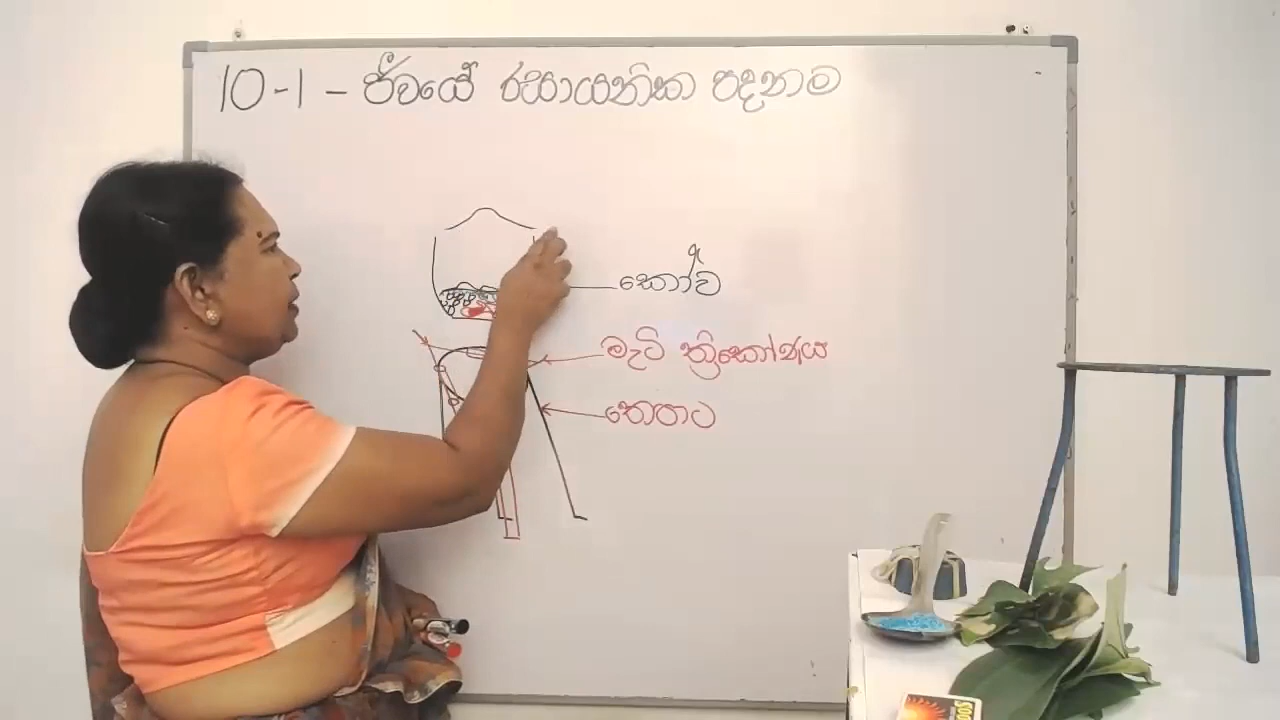 10-1 - ජීවයේ රසායනික පදනම
කෝව
මැටි ත්‍රිකෝණය
තෙපාව